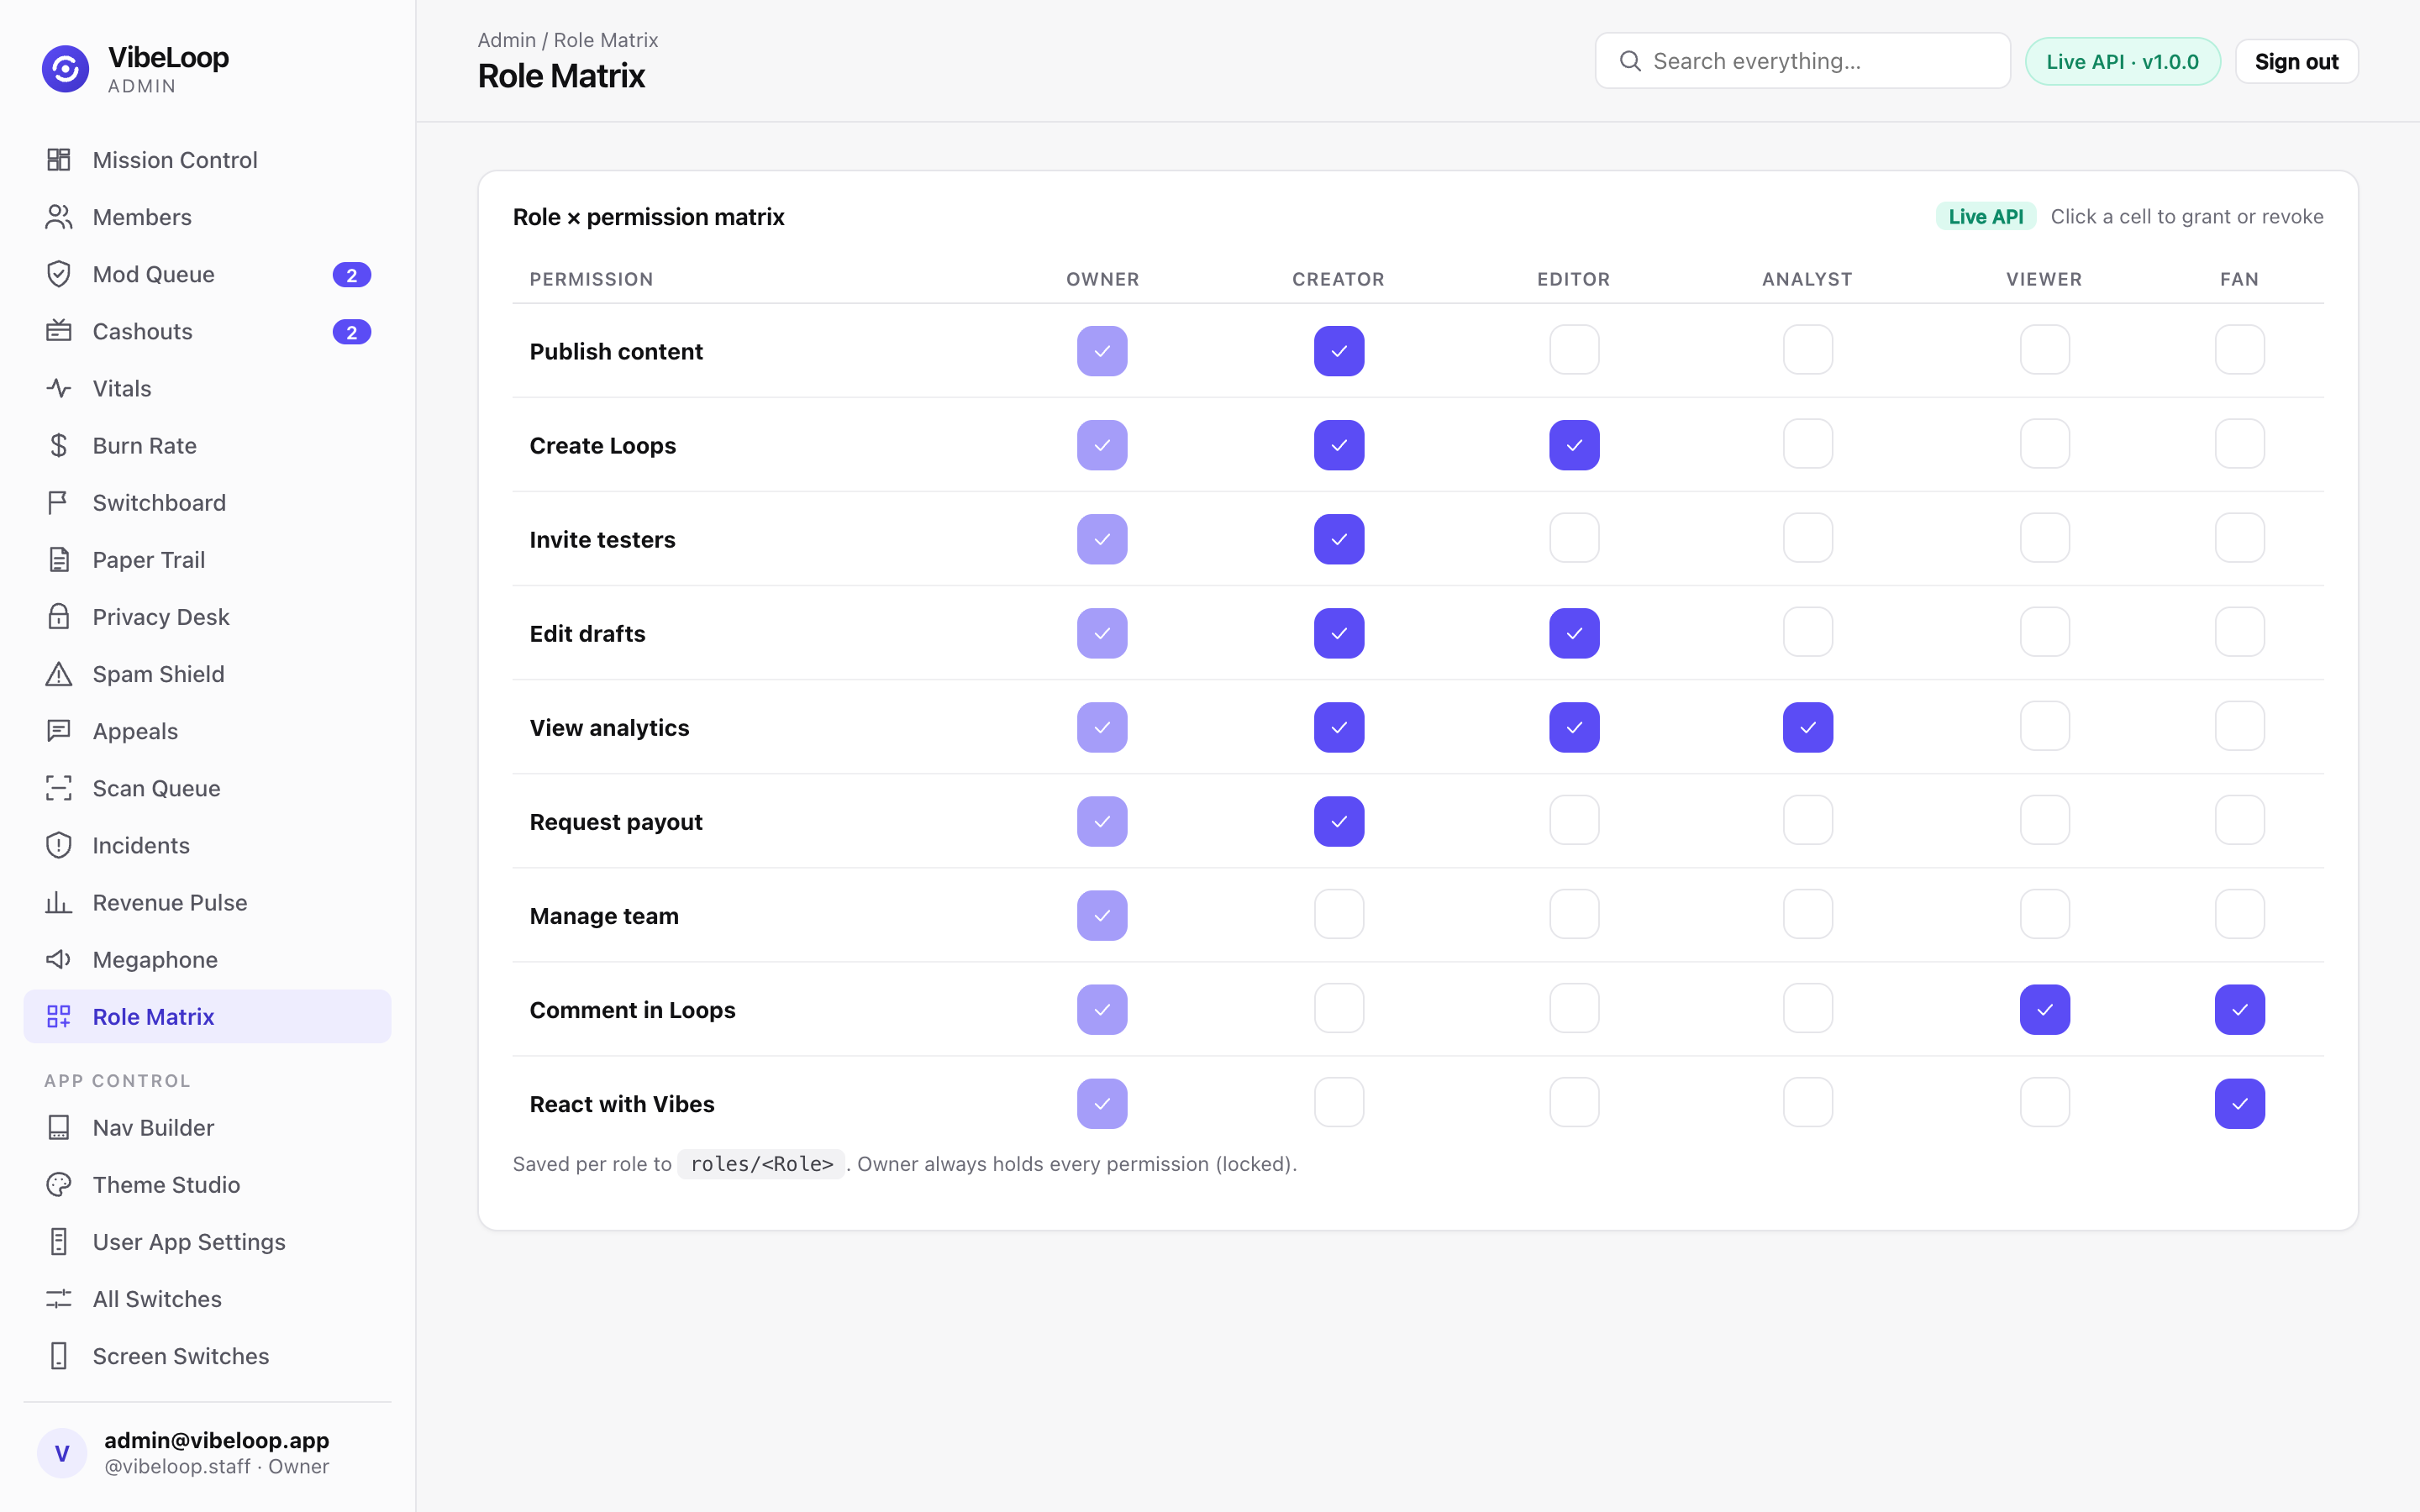 VibeLoop
ADMIN
Mission Control
Members
Mod Queue 2
Cashouts 2
Vitals
Burn Rate
Switchboard
Paper Trail
Privacy Desk
Spam Shield
Appeals
Scan Queue
Incidents
Revenue Pulse
Megaphone
Role Matrix
APP CONTROL
Nav Builder
Theme Studio
User App Settings
All Switches
Screen Switches
V
admin@vibeloop.app
@vibeloop.staff · Owner
Admin / Role Matrix
Role Matrix
Search everything...
Live API · v1.0.0
Sign out
Role × permission matrix
Live API Click a cell to grant or revoke
PERMISSION OWNER CREATOR EDITOR ANALYST VIEWER FAN
Publish content
Create Loops
Invite testers
Edit drafts
View analytics
Request payout
Manage team
Comment in Loops
React with Vibes
Saved per role to roles/<Role>. Owner always holds every permission (locked).